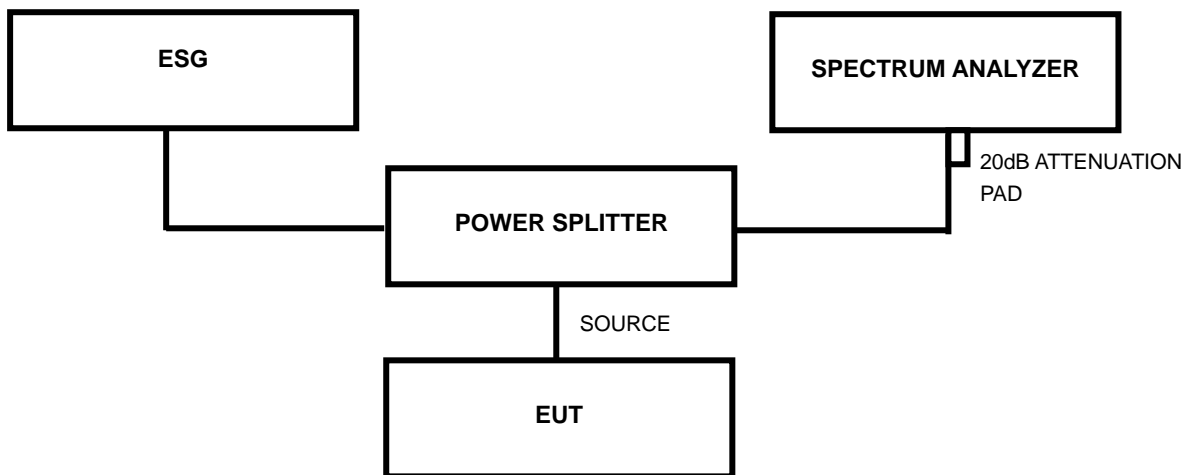 ESG
SPECTRUM ANALYZER
20dB ATTENUATION
PAD
POWER SPLITTER
SOURCE
EUT